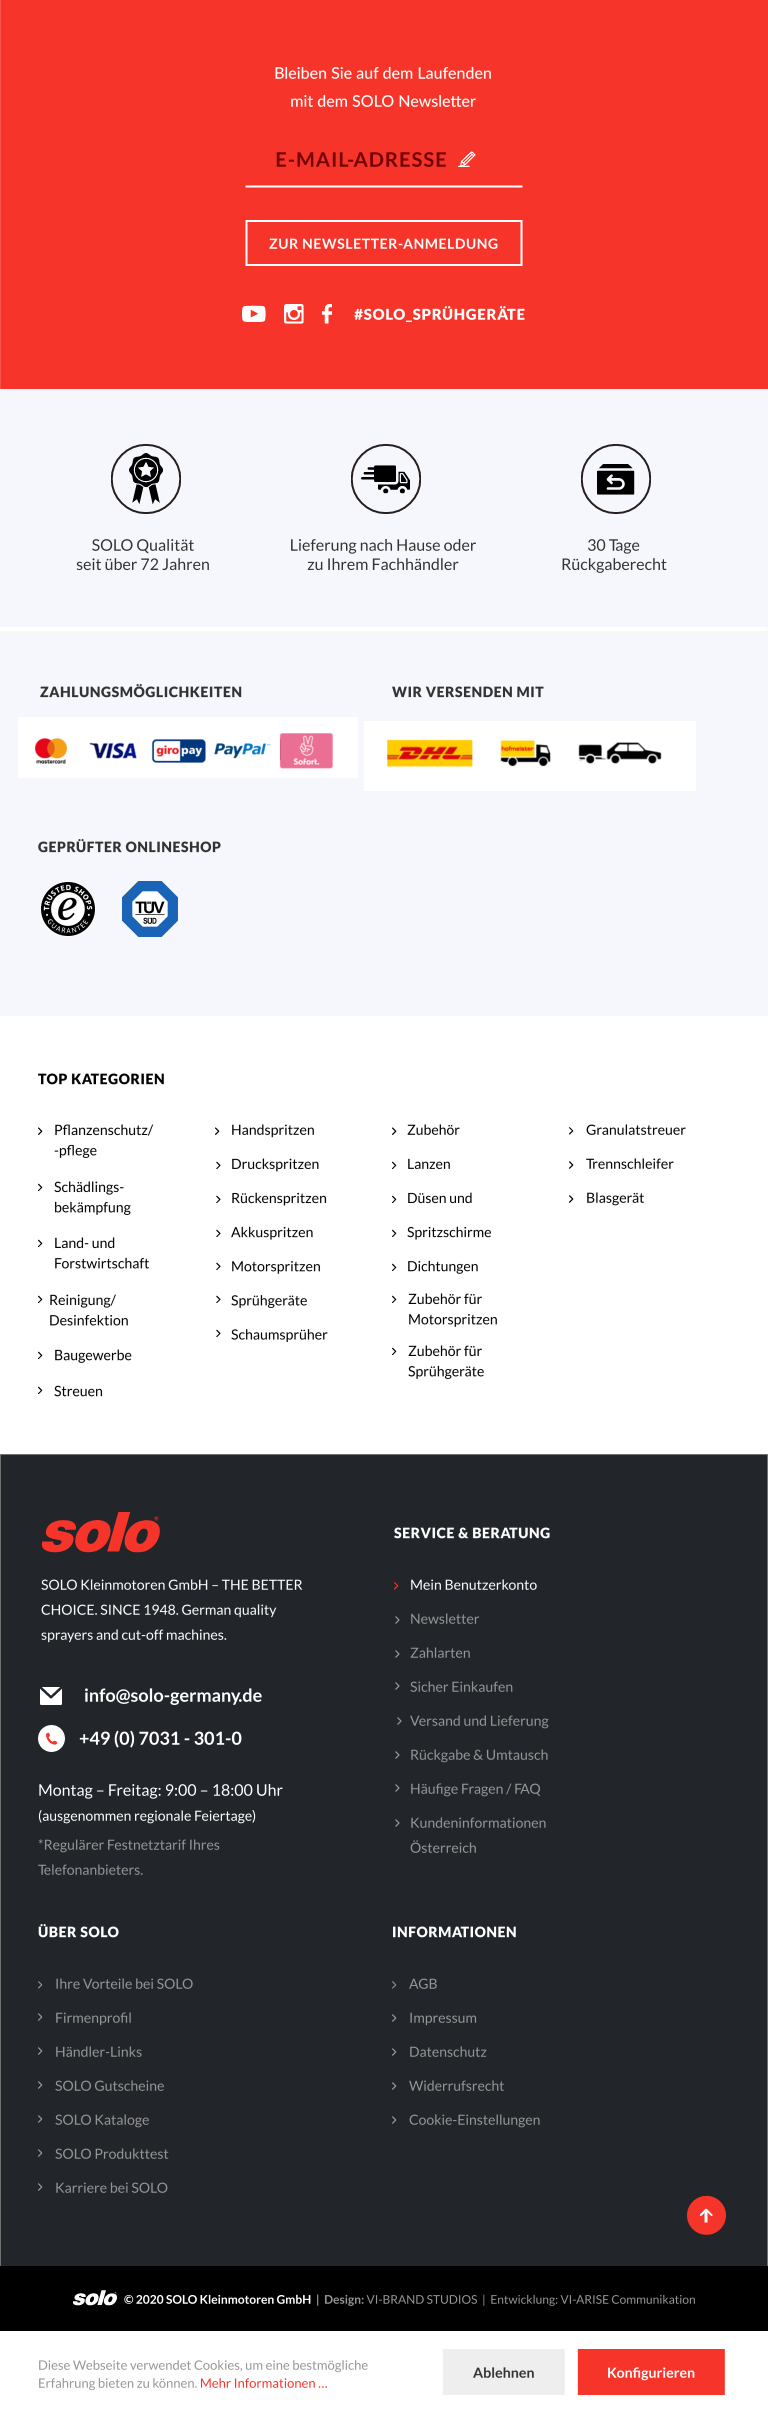 Bleiben Sie auf dem Laufenden
mit dem SOLO Newsletter
E-MAIL-ADRESSE
ZUR NEWSLETTER-ANMELDUNG
#SOLO_SPRÜHGERÄTE
SOLO Qualität
seit über 72 Jahren
Lieferung nach Hause oder
zu Ihrem Fachhändler
30 Tage
Rückgaberecht
ZAHLUNGSMÖGLICHKEITEN
mastercard
VISA
giropay
PayPal
Sofort.
WIR VERSENDEN MIT
DHL
hofmeister
GEPRÜFTER ONLINESHOP
TRUSTED SHOPS
e
GUARANTEE
TÜV
SÜD
TOP KATEGORIEN
Pflanzenschutz/
-pflege
Schädlings-
bekämpfung
Land- und
Forstwirtschaft
Reinigung/
Desinfektion
Baugewerbe
Streuen
Handspritzen
Druckspritzen
Rückenspritzen
Akkuspritzen
Motorspritzen
Sprühgeräte
Schaumsprüher
Zubehör
Lanzen
Düsen und
Spritzschirme
Dichtungen
Zubehör für
Motorspritzen
Zubehör für
Sprühgeräte
Granulatstreuer
Trennschleifer
Blasgerät
solo
SOLO Kleinmotoren GmbH – THE BETTER
CHOICE. SINCE 1948. German quality
sprayers and cut-off machines.
info@solo-germany.de
+49 (0) 7031 - 301-0
Montag – Freitag: 9:00 – 18:00 Uhr
(ausgenommen regionale Feiertage)
*Regulärer Festnetztarif Ihres
Telefonanbieters.
SERVICE & BERATUNG
Mein Benutzerkonto
Newsletter
Zahlarten
Sicher Einkaufen
Versand und Lieferung
Rückgabe & Umtausch
Häufige Fragen / FAQ
Kundeninformationen
Österreich
ÜBER SOLO
Ihre Vorteile bei SOLO
Firmenprofil
Händler-Links
SOLO Gutscheine
SOLO Kataloge
SOLO Produkttest
Karriere bei SOLO
INFORMATIONEN
AGB
Impressum
Datenschutz
Widerrufsrecht
Cookie-Einstellungen
solo © 2020 SOLO Kleinmotoren GmbH | Design: VI-BRAND STUDIOS | Entwicklung: VI-ARISE Communikation
Diese Webseite verwendet Cookies, um eine bestmögliche
Erfahrung bieten zu können. Mehr Informationen ...
Ablehnen
Konfigurieren